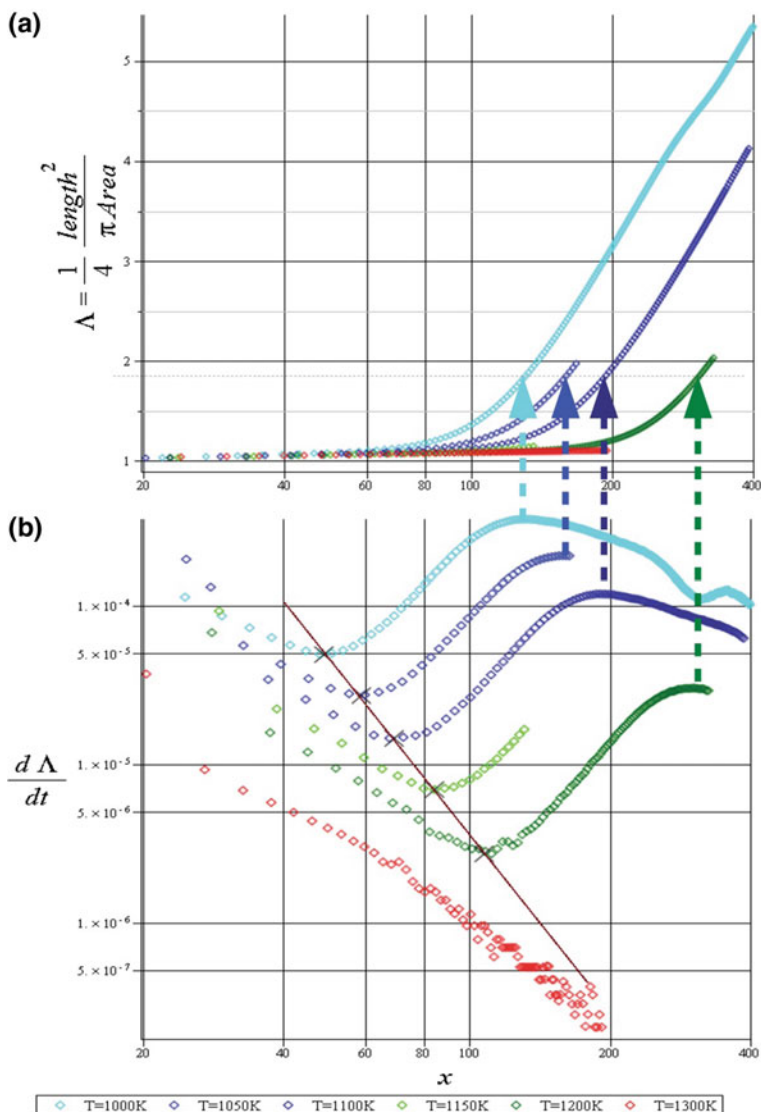 (a)
5
4
3
2
1
Λ = 1/4 length² / π Area
20 40 60 80 100 200 400
(b)
1. × 10⁻⁴
5. × 10⁻⁵
1. × 10⁻⁵
5. × 10⁻⁶
1. × 10⁻⁶
5. × 10⁻⁷
d Λ / dt
20 40 60 80 100 200 400
x
T=1000K T=1050K T=1100K T=1150K T=1200K T=1300K